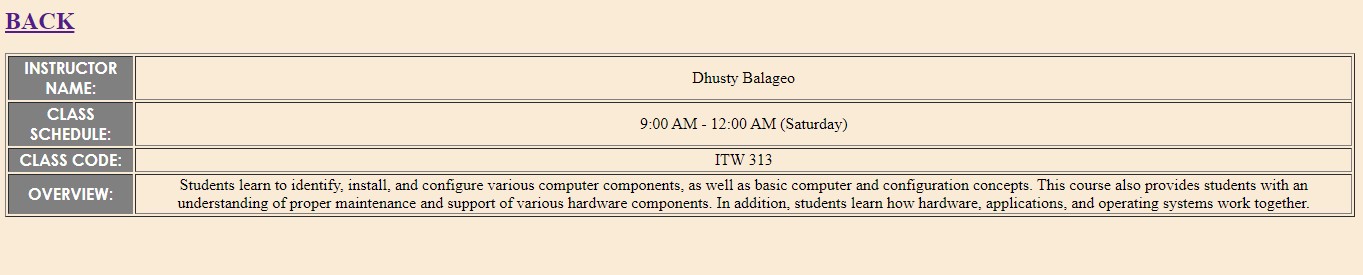 BACK
INSTRUCTOR
NAME:
Dhusty Balageo
CLASS
SCHEDULE:
9:00 AM - 12:00 AM (Saturday)
CLASS CODE:
ITW 313
OVERVIEW:
Students learn to identify, install, and configure various computer components, as well as basic computer and configuration concepts. This course also provides students with an
understanding of proper maintenance and support of various hardware components. In addition, students learn how hardware, applications, and operating systems work together.